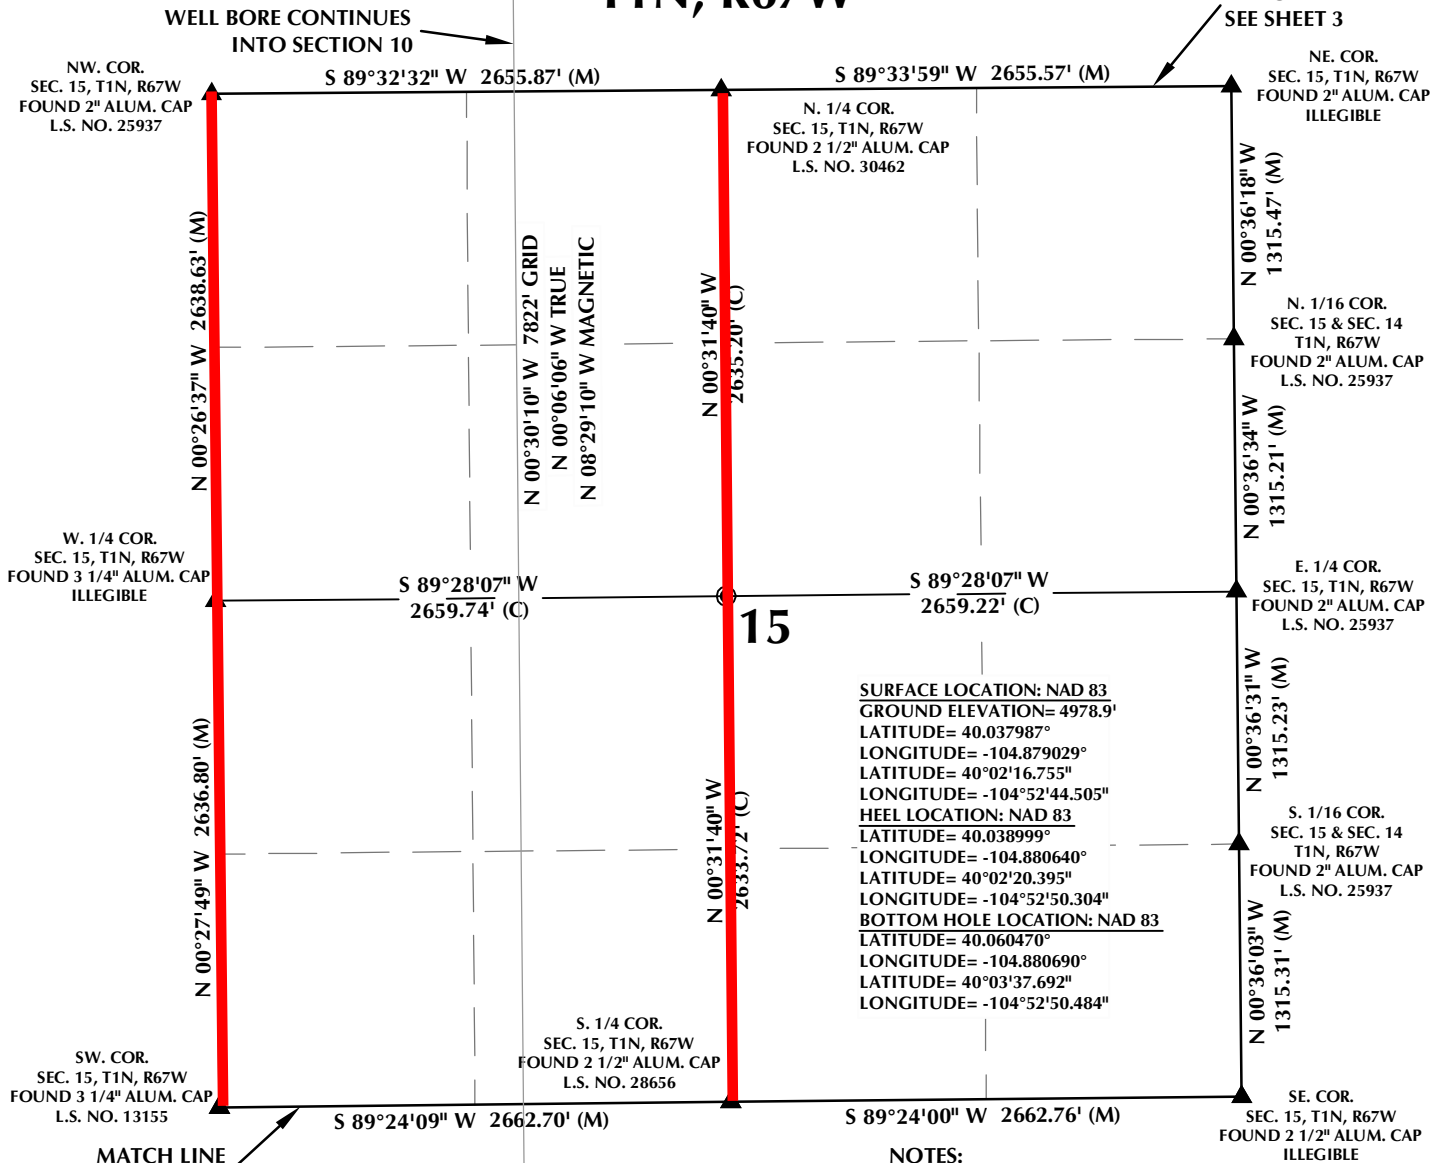 T1N, R67W
WELL BORE CONTINUES
INTO SECTION 10
SEE SHEET 3
NW. COR.
SEC. 15, T1N, R67W
FOUND 2" ALUM. CAP
L.S. NO. 25937
S 89°32'32" W 2655.87' (M)
S 89°33'59" W 2655.57' (M)
NE. COR.
SEC. 15, T1N, R67W
FOUND 2" ALUM. CAP
ILLEGIBLE
N. 1/4 COR.
SEC. 15, T1N, R67W
FOUND 2 1/2" ALUM. CAP
L.S. NO. 30462
N 00°26'37" W 2638.63' (M)
N 00°30'10" W 7822' GRID
N 00°06'06" W TRUE
N 08°29'10" W MAGNETIC
N 00°31'40" W
2635.20' (C)
N 00°36'18" W
1315.47' (M)
N. 1/16 COR.
SEC. 15 & SEC. 14
T1N, R67W
FOUND 2" ALUM. CAP
L.S. NO. 25937
N 00°36'34" W
1315.21' (M)
W. 1/4 COR.
SEC. 15, T1N, R67W
FOUND 3 1/4" ALUM. CAP
ILLEGIBLE
S 89°28'07" W
2659.74' (C)
S 89°28'07" W
2659.22' (C)
E. 1/4 COR.
SEC. 15, T1N, R67W
FOUND 2" ALUM. CAP
L.S. NO. 25937
15
N 00°27'49" W 2636.80' (M)
N 00°31'40" W
2633.72' (C)
SURFACE LOCATION: NAD 83
GROUND ELEVATION= 4978.9'
LATITUDE= 40.037987°
LONGITUDE= -104.879029°
LATITUDE= 40°02'16.755"
LONGITUDE= -104°52'44.505"
HEEL LOCATION: NAD 83
LATITUDE= 40.038999°
LONGITUDE= -104.880640°
LATITUDE= 40°02'20.395"
LONGITUDE= -104°52'50.304"
BOTTOM HOLE LOCATION: NAD 83
LATITUDE= 40.060470°
LONGITUDE= -104.880690°
LATITUDE= 40°03'37.692"
LONGITUDE= -104°52'50.484"
N 00°36'31" W
1315.23' (M)
S. 1/16 COR.
SEC. 15 & SEC. 14
T1N, R67W
FOUND 2" ALUM. CAP
L.S. NO. 25937
N 00°36'03" W
1315.31' (M)
S. 1/4 COR.
SEC. 15, T1N, R67W
FOUND 2 1/2" ALUM. CAP
L.S. NO. 28656
SW. COR.
SEC. 15, T1N, R67W
FOUND 3 1/4" ALUM. CAP
L.S. NO. 13155
S 89°24'09" W 2662.70' (M)
S 89°24'00" W 2662.76' (M)
SE. COR.
SEC. 15, T1N, R67W
FOUND 2 1/2" ALUM. CAP
ILLEGIBLE
MATCH LINE
NOTES: